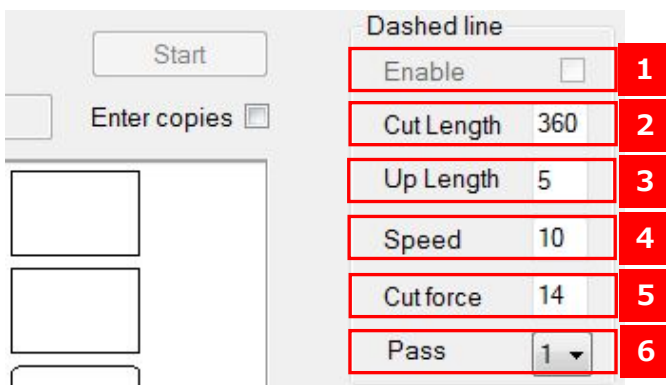 Start
Enter copies
Dashed line
Enable 1
Cut Length 360 2
Up Length 5 3
Speed 10 4
Cut force 14 5
Pass 1 6